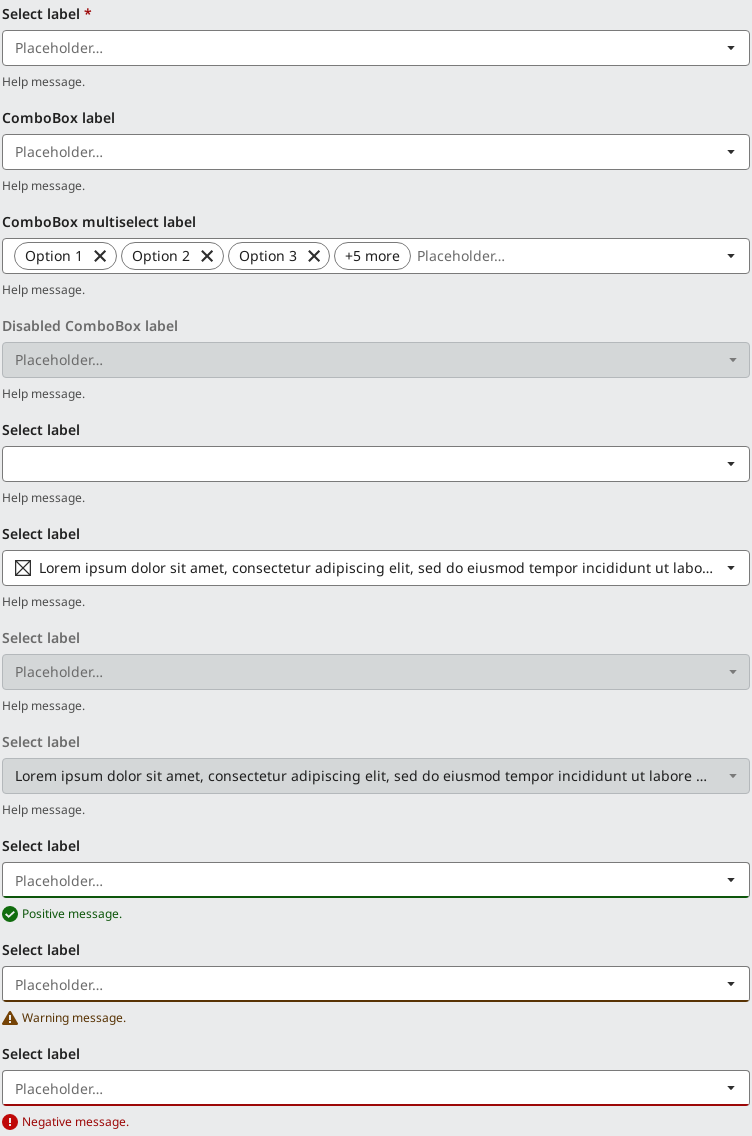 Select label *
Placeholder...
Help message.
ComboBox label
Placeholder...
Help message.
ComboBox multiselect label
Option 1 Option 2 Option 3 +5 more Placeholder...
Help message.
Disabled ComboBox label
Placeholder...
Help message.
Select label
Help message.
Select label
Lorem ipsum dolor sit amet, consectetur adipiscing elit, sed do eiusmod tempor incididunt ut labo...
Help message.
Select label
Placeholder...
Help message.
Select label
Lorem ipsum dolor sit amet, consectetur adipiscing elit, sed do eiusmod tempor incididunt ut labore ...
Help message.
Select label
Placeholder...
Positive message.
Select label
Placeholder...
Warning message.
Select label
Placeholder...
Negative message.